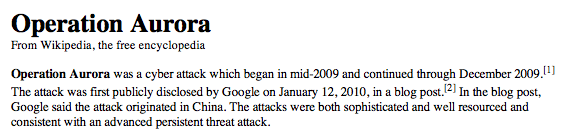 Operation Aurora
From Wikipedia, the free encyclopedia
Operation Aurora was a cyber attack which began in mid-2009 and continued through December 2009.[1]
The attack was first publicly disclosed by Google on January 12, 2010, in a blog post.[2] In the blog post,
Google said the attack originated in China. The attacks were both sophisticated and well resourced and
consistent with an advanced persistent threat attack.